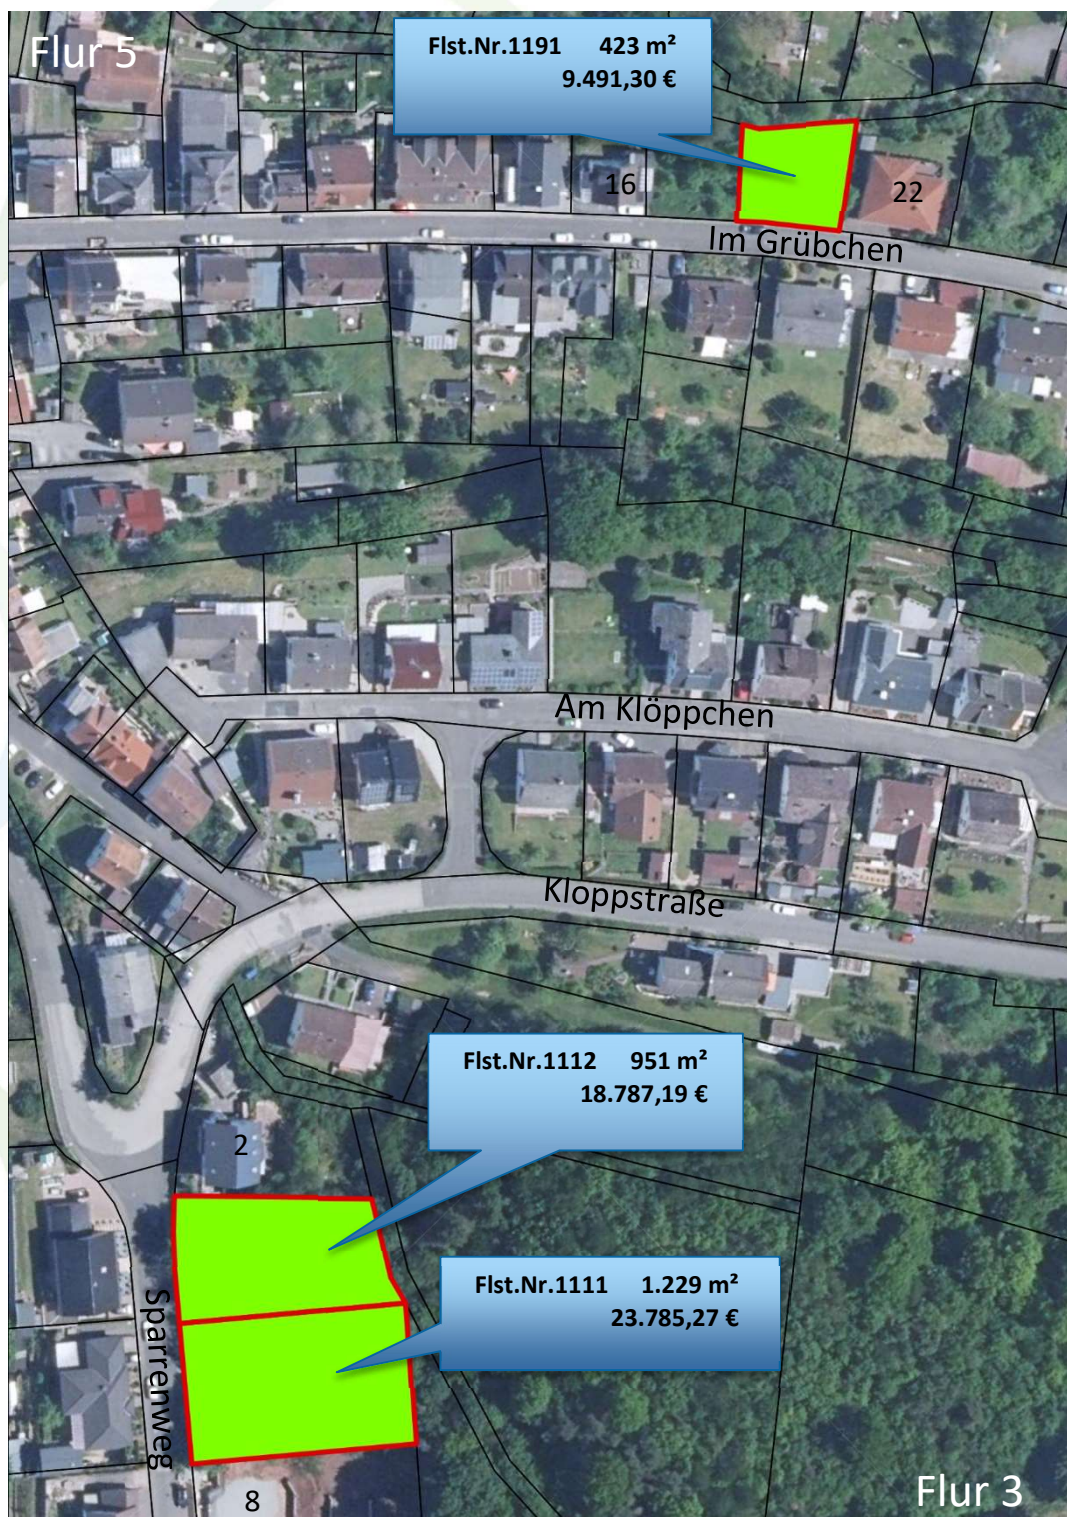 Flur 5
Flst.Nr.1191 423 m²
9.491,30 €
16
22
Im Grübchen
Am Klöppchen
Kloppstraße
Flst.Nr.1112 951 m²
18.787,19 €
2
Flst.Nr.1111 1.229 m²
23.785,27 €
Sparrenweg
8
Flur 3